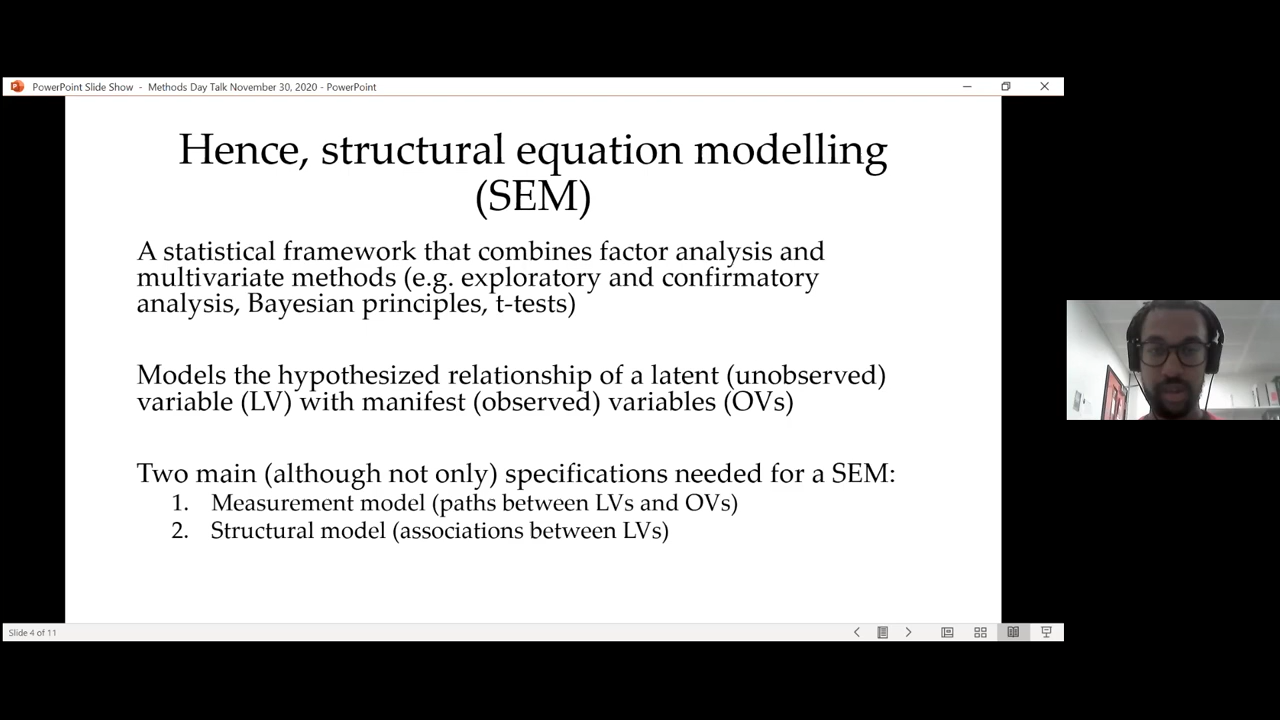 PowerPoint Slide Show - Methods Day Talk November 30, 2020 - PowerPoint
Hence, structural equation modelling
(SEM)
A statistical framework that combines factor analysis and
multivariate methods (e.g. exploratory and confirmatory
analysis, Bayesian principles, t-tests)
Models the hypothesized relationship of a latent (unobserved)
variable (LV) with manifest (observed) variables (OVs)
Two main (although not only) specifications needed for a SEM:
1. Measurement model (paths between LVs and OVs)
2. Structural model (associations between LVs)
Slide 4 of 11